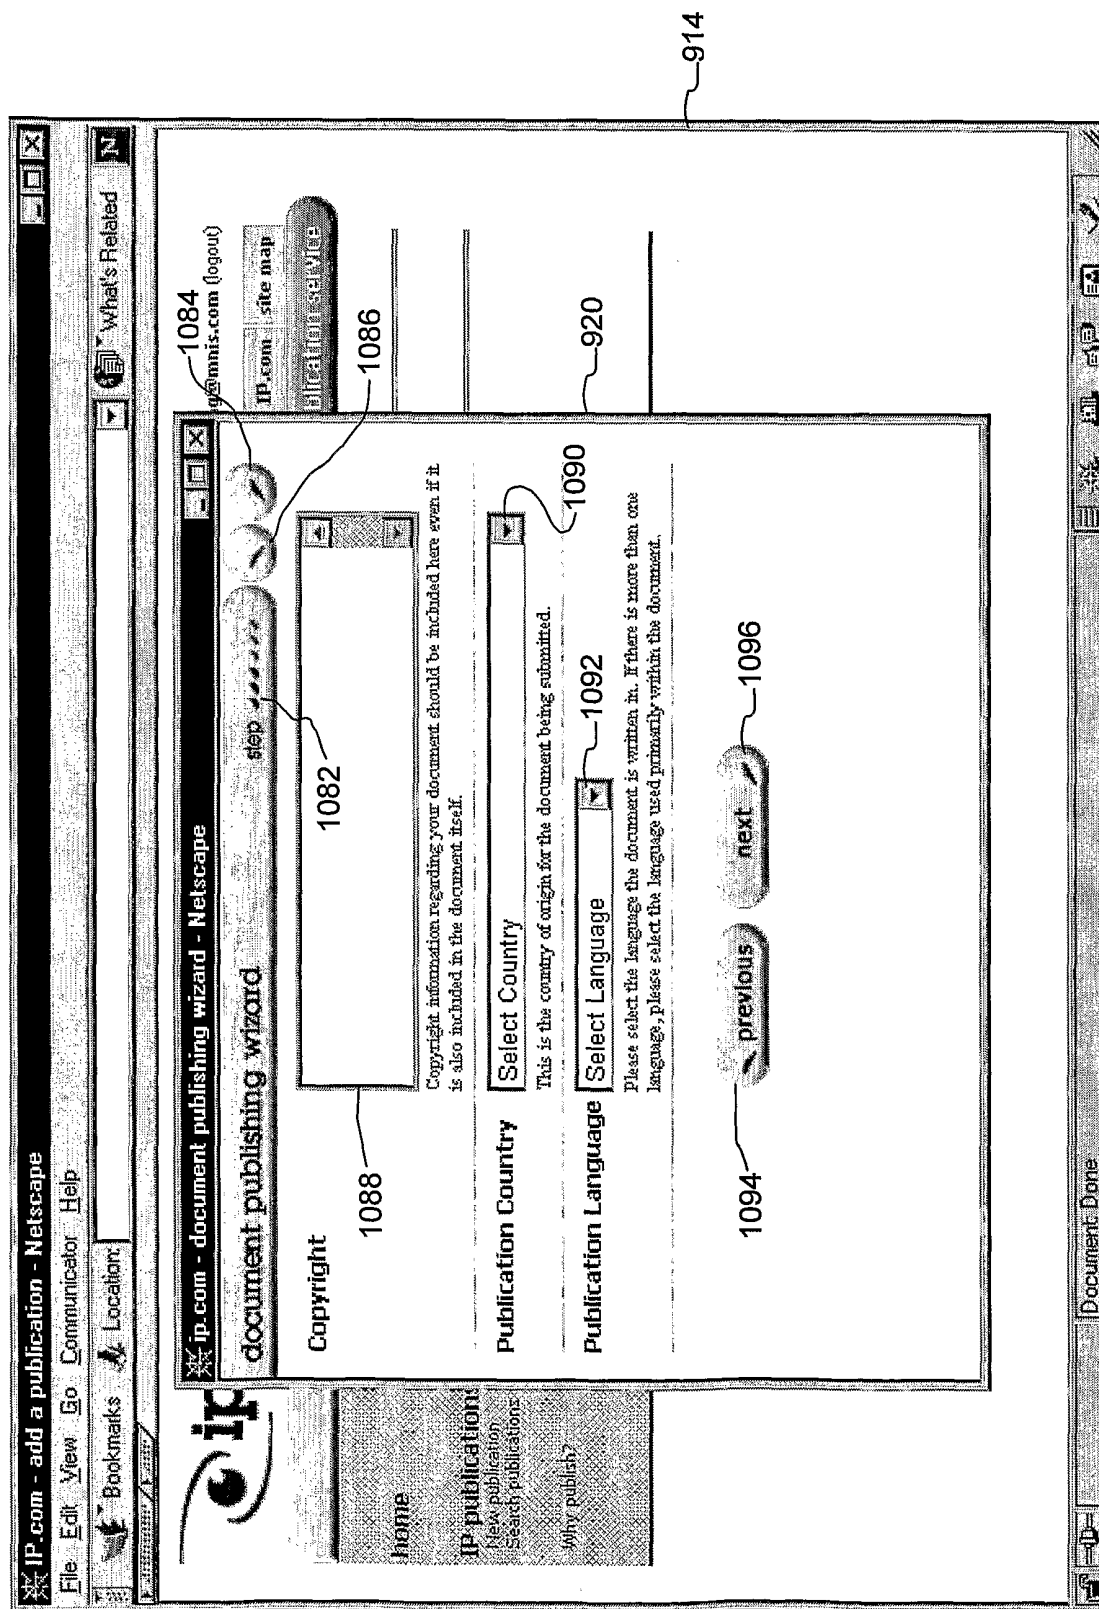 IP.com - add a publication - Netscape
File Edit View Go Communicator Help
Bookmarks Location: What's Related
N
g@mnis.com (logout)
1084
ip
IP.com site map
plication service
ip.com - document publishing wizard - Netscape
document publishing wizard step
1082
1086
Copyright
1088
Copyright information regarding your document should be included here even if it
is also included in the document itself.
Publication Country Select Country
1090
This is the country of origin for the document being submitted.
Publication Language Select Language
1092
Please select the language the document is written in. If there is more than one
language, please select the language used primarily within the document.
previous next
1094
1096
920
914
home
IP publications
New publication
Search publications
Why publish?
Document: Done